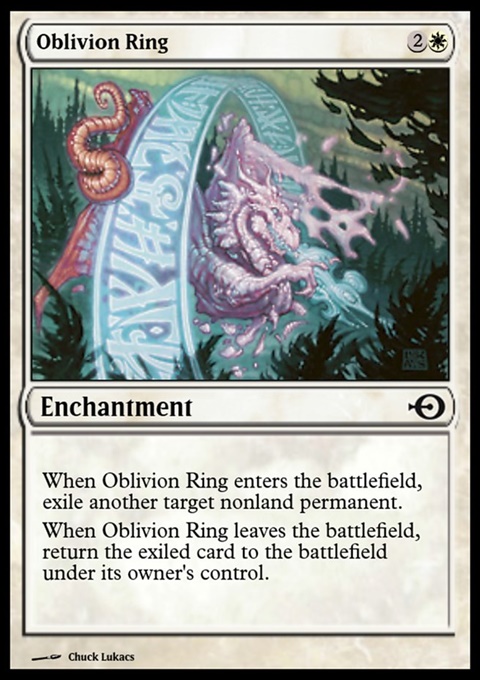 Oblivion Ring 2
Enchantment
When Oblivion Ring enters the battlefield,
exile another target nonland permanent.
When Oblivion Ring leaves the battlefield,
return the exiled card to the battlefield
under its owner's control.
Chuck Lukacs